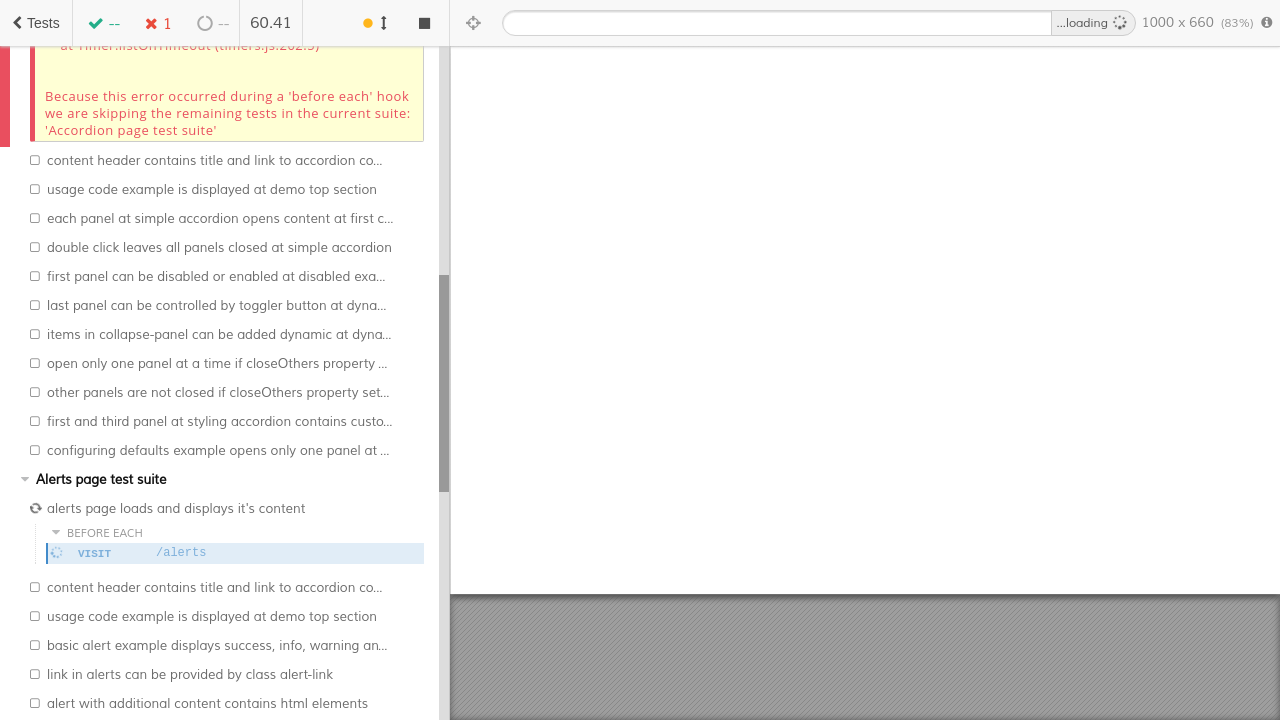 Tests
--
1
--
60.41
...loading
1000 x 660 (83%)
at Timer.listOnTimeout (timers.js:262:5)
Because this error occurred during a 'before each' hook
we are skipping the remaining tests in the current suite:
'Accordion page test suite'
content header contains title and link to accordion co...
usage code example is displayed at demo top section
each panel at simple accordion opens content at first c...
double click leaves all panels closed at simple accordion
first panel can be disabled or enabled at disabled exa...
last panel can be controlled by toggler button at dyna...
items in collapse-panel can be added dynamic at dyna...
open only one panel at a time if closeOthers property ...
other panels are not closed if closeOthers property set...
first and third panel at styling accordion contains custo...
configuring defaults example opens only one panel at ...
Alerts page test suite
alerts page loads and displays it's content
BEFORE EACH
VISIT /alerts
content header contains title and link to accordion co...
usage code example is displayed at demo top section
basic alert example displays success, info, warning an...
link in alerts can be provided by class alert-link
alert with additional content contains html elements